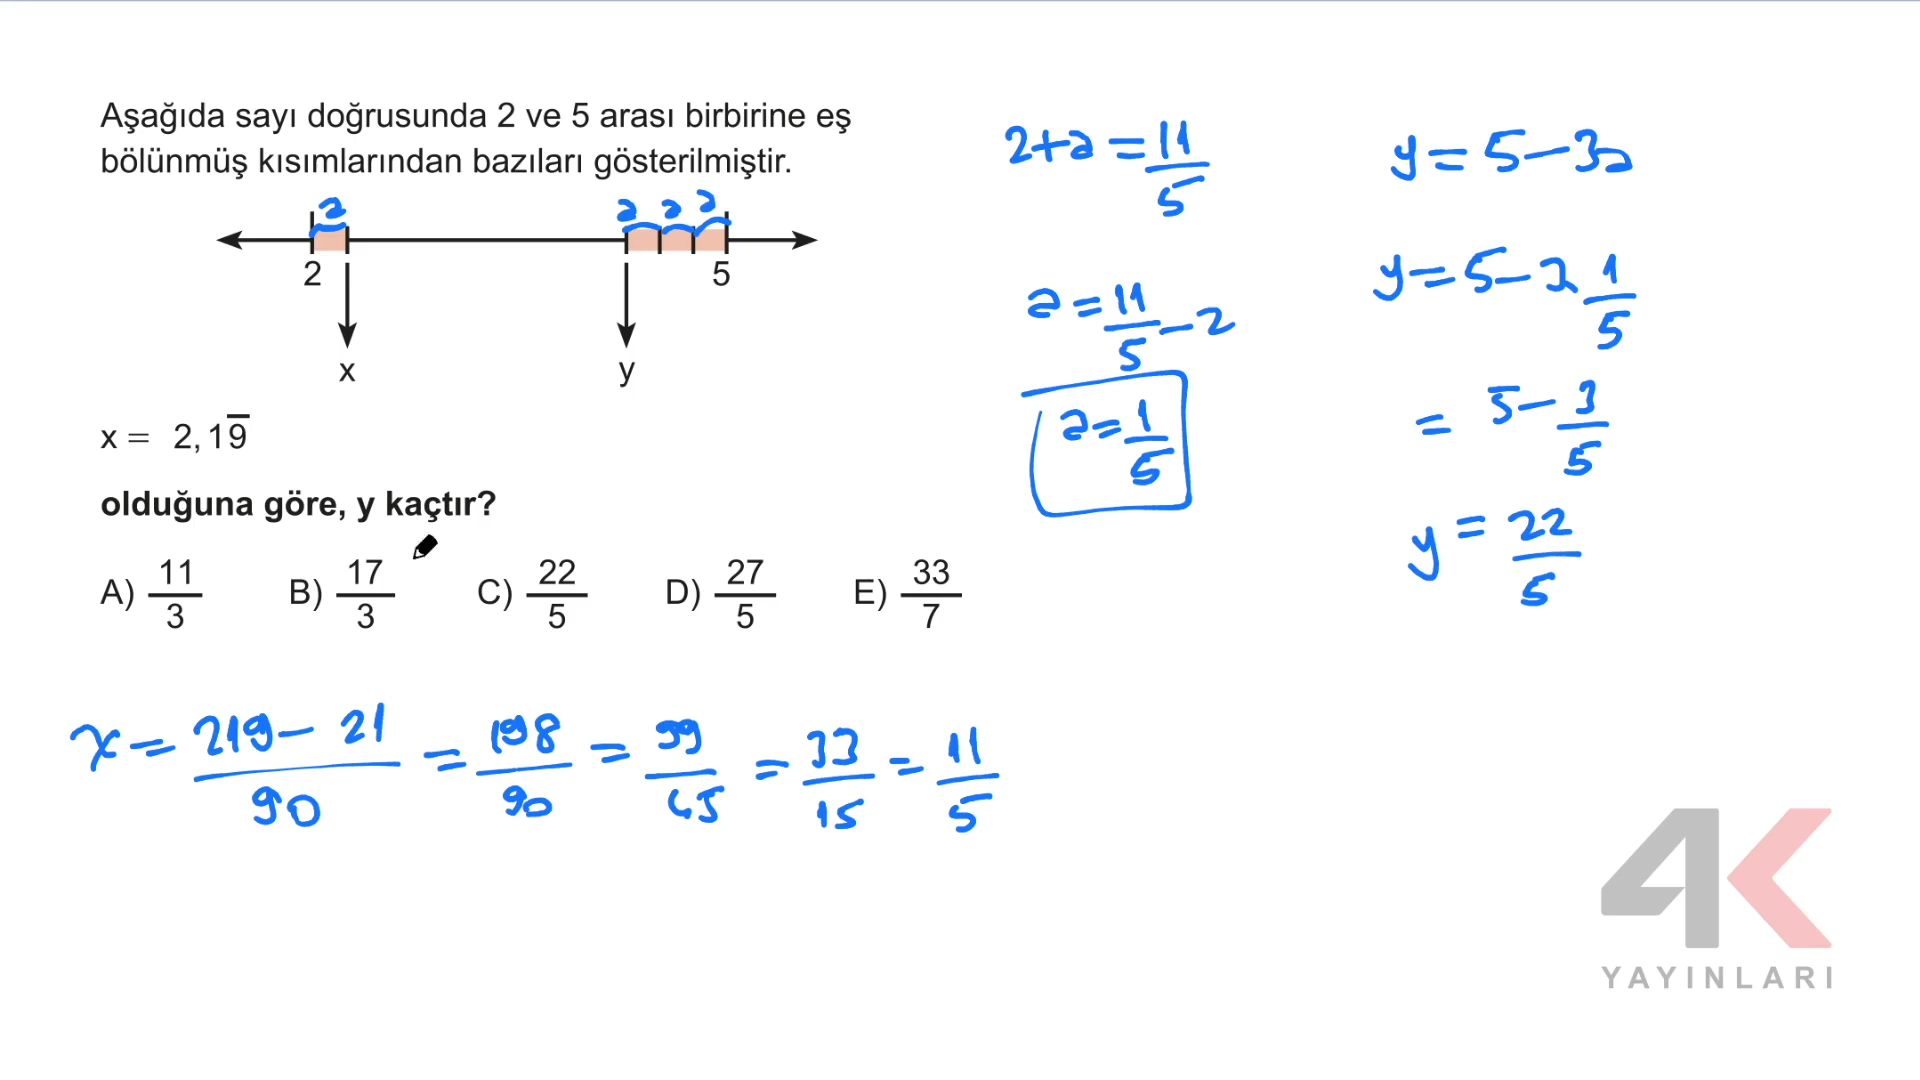 Aşağıda sayı doğrusunda 2 ve 5 arası birbirine eş
bölünmüş kısımlarından bazıları gösterilmiştir.
a a a a
2 5
x y
x = 2,19̅
olduğuna göre, y kaçtır?
A) 11/3 B) 17/3 C) 22/5 D) 27/5 E) 33/7
x = (219 - 21)/90 = 198/90 = 99/45 = 33/15 = 11/5
2 + a = 11/5
a = 11/5 - 2
a = 1/5
y = 5 - 3a
y = 5 - 3 1/5
= 5 - 3/5
y = 22/5
4K
YAYINLARI